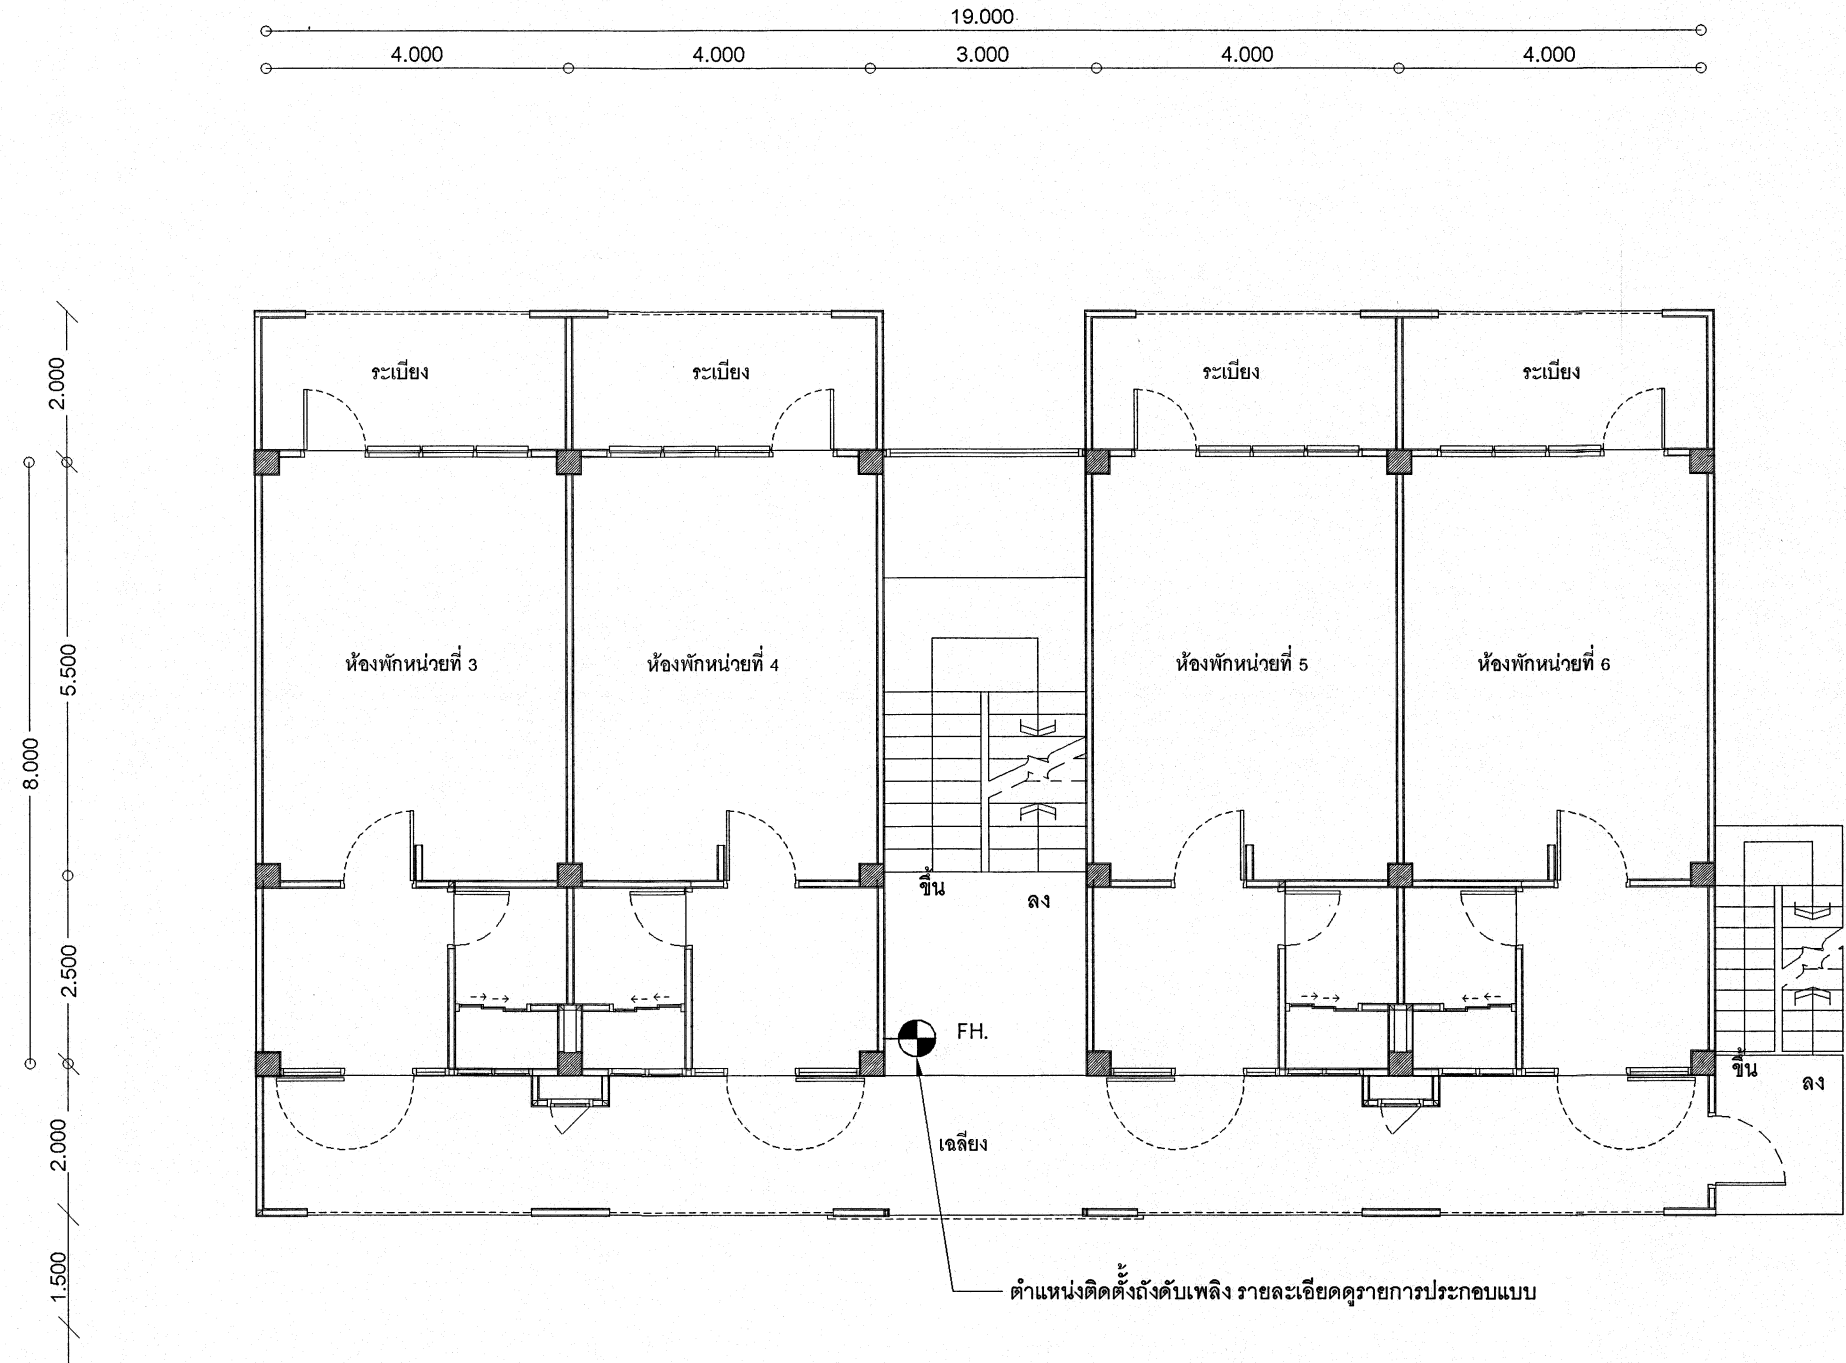 19.000
4.000 4.000 3.000 4.000 4.000
2.000
ระเบียง ระเบียง ระเบียง ระเบียง
5.500
8.000
ห้องพักหน่วยที่ 3 ห้องพักหน่วยที่ 4 ห้องพักหน่วยที่ 5 ห้องพักหน่วยที่ 6
ขึ้น
ลง
2.500
FH.
ขึ้น
ลง
2.000
เฉลียง
1.500
ตำแหน่งติดตั้งถังดับเพลิง รายละเอียดดูรายการประกอบแบบ